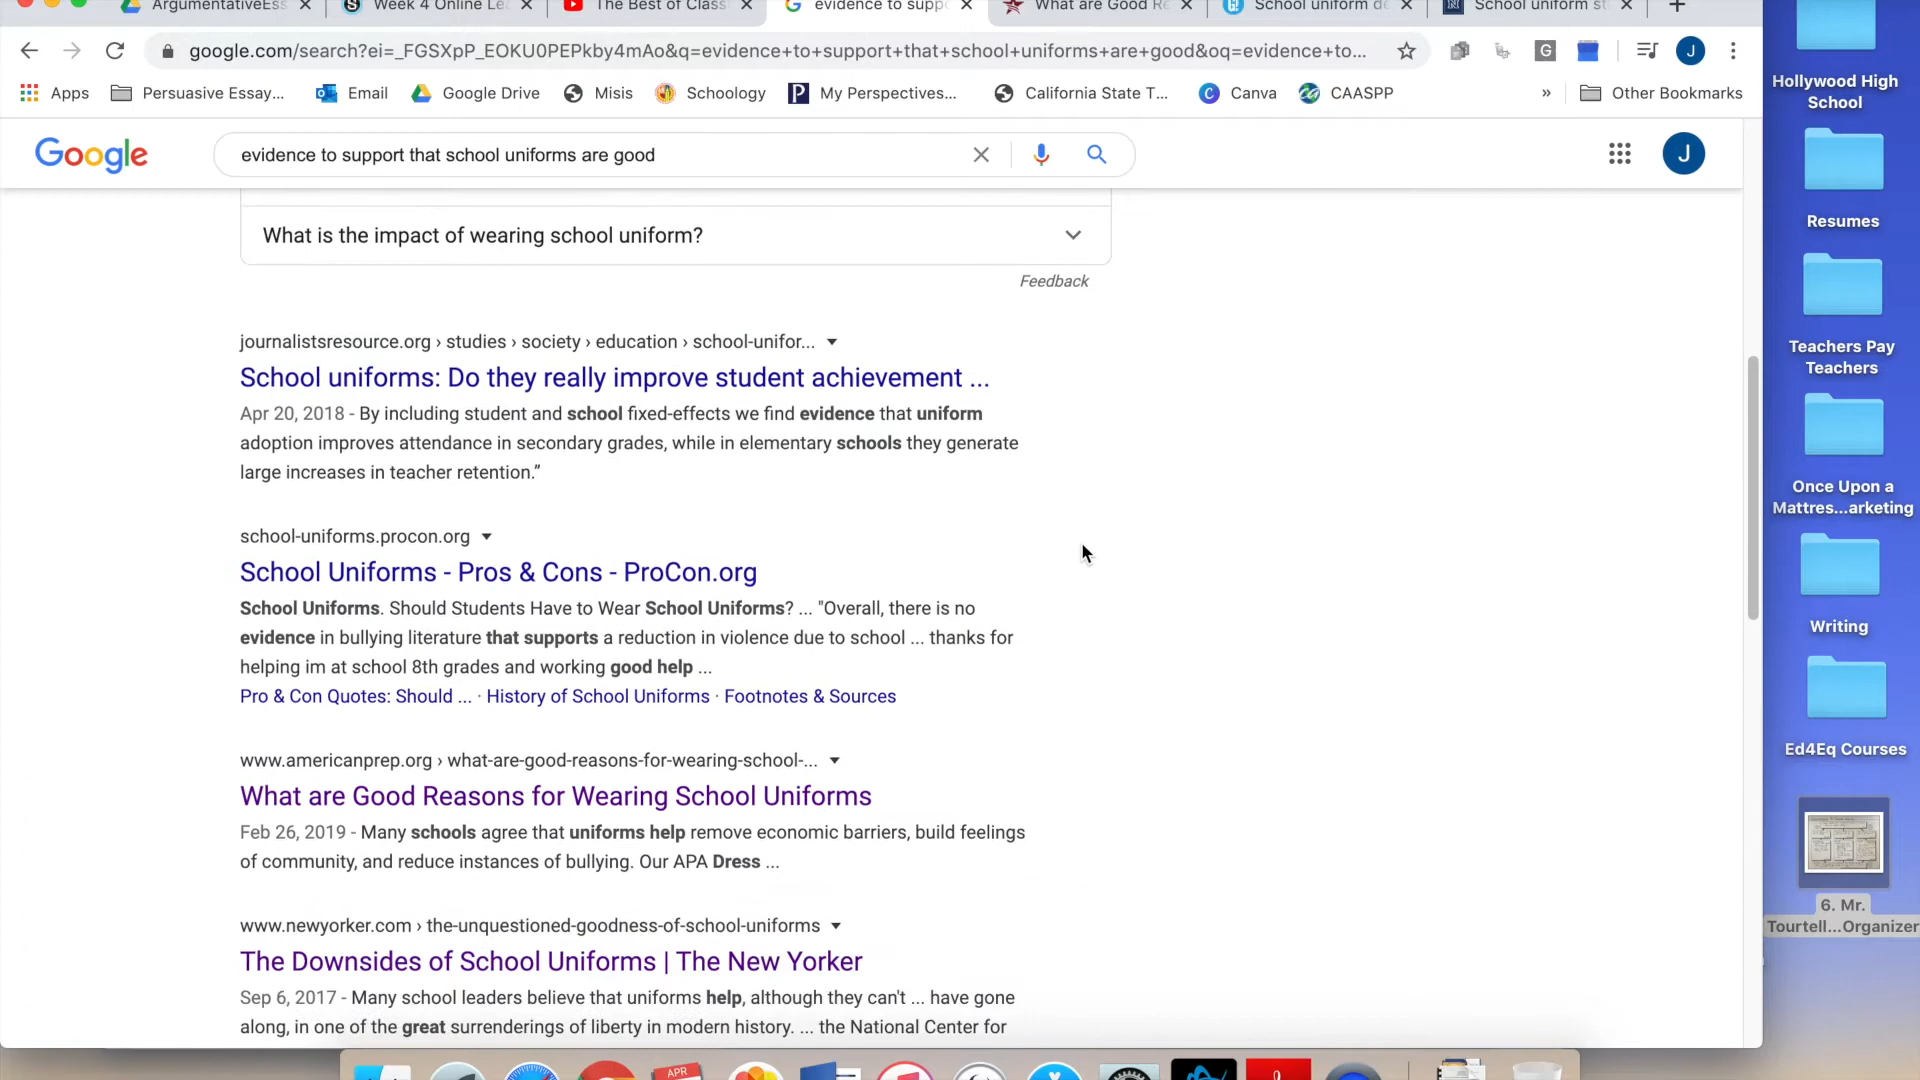 ArgumentativeEss
Week 4 Online Le
The Best of Class
evidence to supp
What are Good Re
School uniform de
School uniform st
google.com/search?ei=_FGSXpP_EOKU0PEPkby4mAo&q=evidence+to+support+that+school+uniforms+are+good&oq=evidence+to...
J
Apps
Persuasive Essay...
Email
Google Drive
Misis
Schoology
My Perspectives...
California State T...
Canva
CAASPP
»
Other Bookmarks
Google
evidence to support that school uniforms are good
J
What is the impact of wearing school uniform?
Feedback
journalistsresource.org › studies › society › education › school-unifor...
School uniforms: Do they really improve student achievement ...
Apr 20, 2018 - By including student and school fixed-effects we find evidence that uniform
adoption improves attendance in secondary grades, while in elementary schools they generate
large increases in teacher retention.”
school-uniforms.procon.org
School Uniforms - Pros & Cons - ProCon.org
School Uniforms. Should Students Have to Wear School Uniforms? ... "Overall, there is no
evidence in bullying literature that supports a reduction in violence due to school ... thanks for
helping im at school 8th grades and working good help ...
Pro & Con Quotes: Should ... · History of School Uniforms · Footnotes & Sources
www.americanprep.org › what-are-good-reasons-for-wearing-school-...
What are Good Reasons for Wearing School Uniforms
Feb 26, 2019 - Many schools agree that uniforms help remove economic barriers, build feelings
of community, and reduce instances of bullying. Our APA Dress ...
www.newyorker.com › the-unquestioned-goodness-of-school-uniforms
The Downsides of School Uniforms | The New Yorker
Sep 6, 2017 - Many school leaders believe that uniforms help, although they can't ... have gone
along, in one of the great surrenderings of liberty in modern history. ... the National Center for
Hollywood High
School
Resumes
Teachers Pay
Teachers
Once Upon a
Mattres...arketing
Writing
Ed4Eq Courses
6. Mr.
Tourtell...Organizer
APR